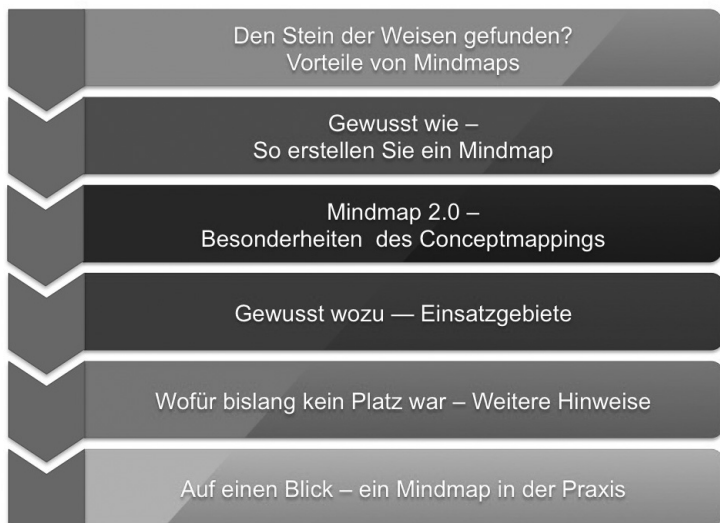 Den Stein der Weisen gefunden?
Vorteile von Mindmaps
Gewusst wie –
So erstellen Sie ein Mindmap
Mindmap 2.0 –
Besonderheiten des Conceptmappings
Gewusst wozu — Einsatzgebiete
Wofür bislang kein Platz war – Weitere Hinweise
Auf einen Blick – ein Mindmap in der Praxis